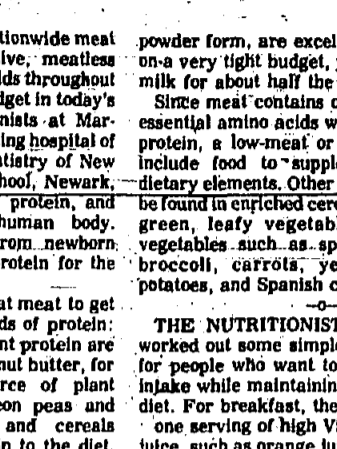 tionwide meat
ive, meatless
lds throughout
dget in today's
nists at Mar-
ing hospital of
ntistry of New
hool, Newark,
protein, and
human body.
rom newborn
rotein for the
at meat to get
ds of protein:
nt protein are
nut butter, for
rce of plant
eon peas and
and cereals
n to the diet.
powder form, are excel
on a very tight budget,
milk for about half the
Since meat contains
essential amino acids w
protein, a low-meat or
include food to suppl
dietary elements. Other
be found in enriched cere
green, leafy vegetab
vegetables such as sp
broccoli, carrots, ye
potatoes, and Spanish
—o—
THE NUTRITIONIST
worked out some simpl
for people who want to
intake while maintainin
diet. For breakfast, the
one serving of high V
juice, such as orange ju